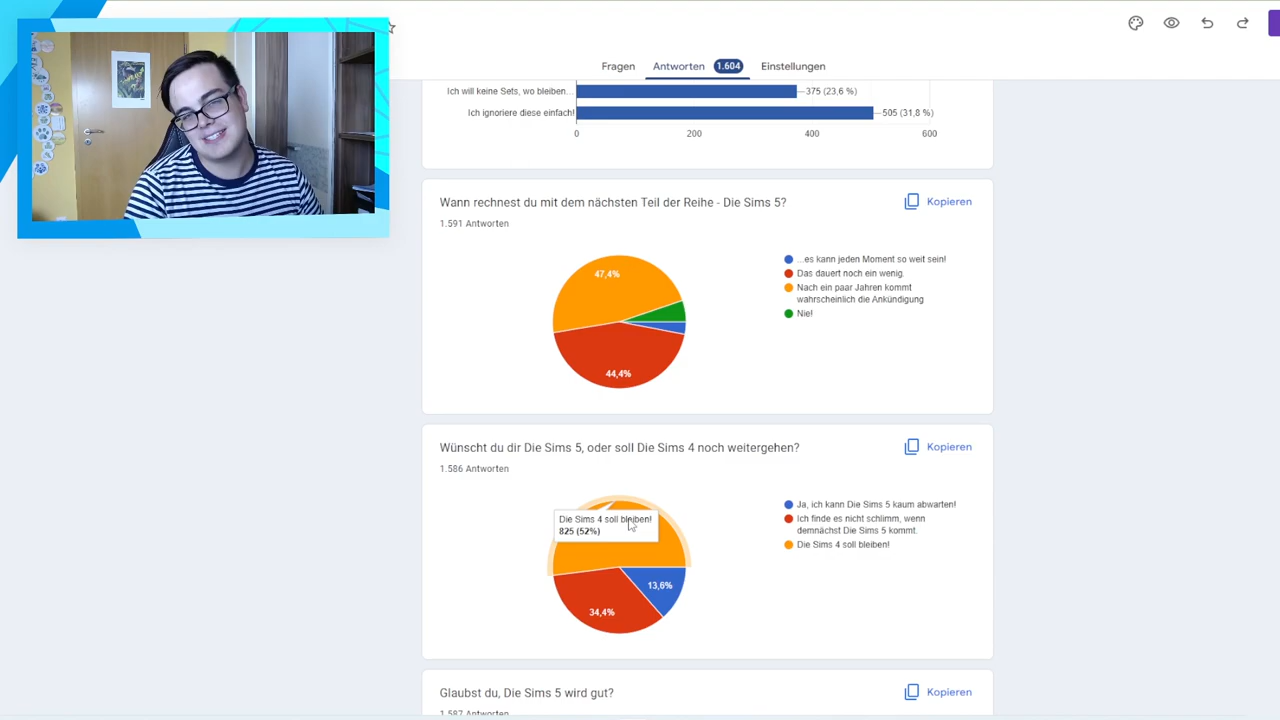 Fragen
Antworten 1.604
Einstellungen
Ich will keine Sets, wo bleiben...
375 (23,6 %)
Ich ignoriere diese einfach!
505 (31,8 %)
0
200
400
600
Wann rechnest du mit dem nächsten Teil der Reihe - Die Sims 5?
Kopieren
1.591 Antworten
47,4%
44,4%
...es kann jeden Moment so weit sein!
Das dauert noch ein wenig.
Nach ein paar Jahren kommt
wahrscheinlich die Ankündigung
Nie!
Wünscht du dir Die Sims 5, oder soll Die Sims 4 noch weitergehen?
Kopieren
1.586 Antworten
Die Sims 4 soll bleiben!
825 (52%)
13,6%
34,4%
Ja, ich kann Die Sims 5 kaum abwarten!
Ich finde es nicht schlimm, wenn
demnächst Die Sims 5 kommt.
Die Sims 4 soll bleiben!
Glaubst du, Die Sims 5 wird gut?
Kopieren
1.587 Antworten